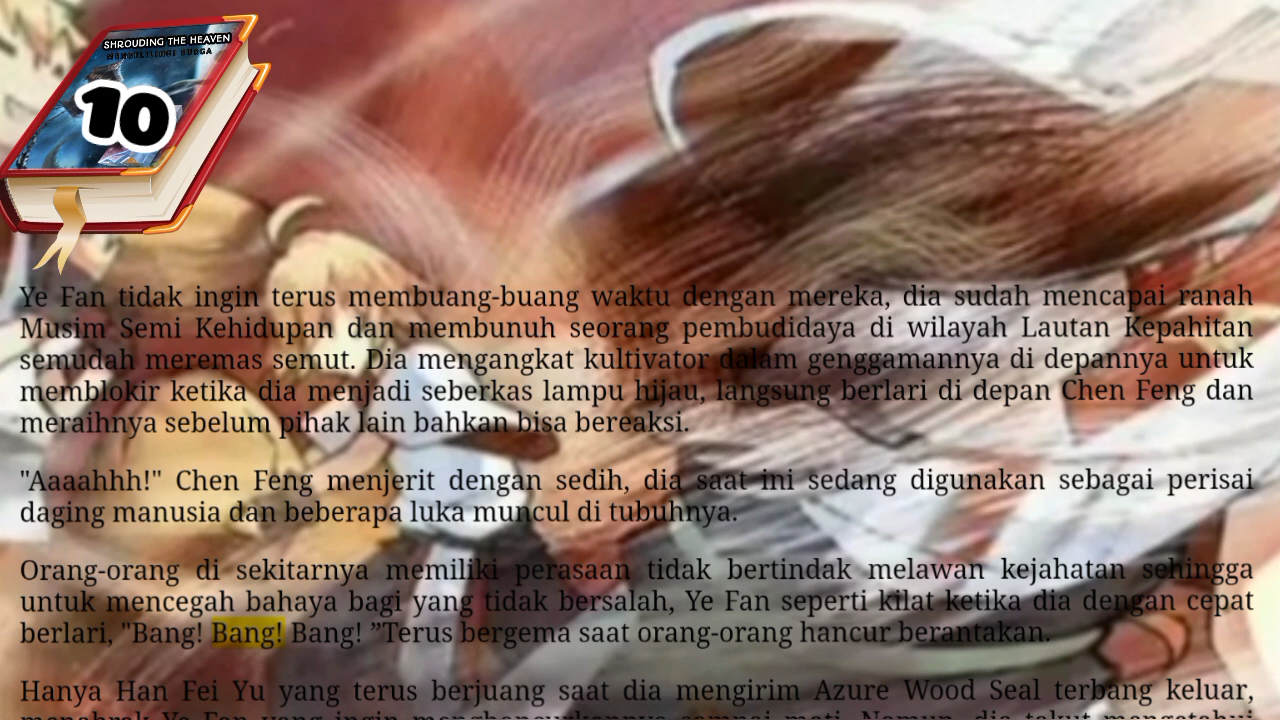 SHROUDING THE HEAVEN
10
Ye Fan tidak ingin terus membuang-buang waktu dengan mereka, dia sudah mencapai ranah
Musim Semi Kehidupan dan membunuh seorang pembudidaya di wilayah Lautan Kepahitan
semudah meremas semut. Dia mengangkat kultivator dalam genggamannya di depannya untuk
memblokir ketika dia menjadi seberkas lampu hijau, langsung berlari di depan Chen Feng dan
meraihnya sebelum pihak lain bahkan bisa bereaksi.
"Aaaahhh!" Chen Feng menjerit dengan sedih, dia saat ini sedang digunakan sebagai perisai
daging manusia dan beberapa luka muncul di tubuhnya.
Orang-orang di sekitarnya memiliki perasaan tidak bertindak melawan kejahatan sehingga
untuk mencegah bahaya bagi yang tidak bersalah, Ye Fan seperti kilat ketika dia dengan cepat
berlari, "Bang! Bang! Bang! ”Terus bergema saat orang-orang hancur berantakan.
Hanya Han Fei Yu yang terus berjuang saat dia mengirim Azure Wood Seal terbang keluar,